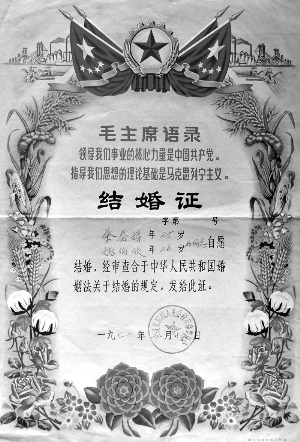 毛主席语录
领导我们事业的核心力量是中国共产党。
指导我们思想的理论基础是马克思列宁主义。
结婚证
字第 号
年 岁
年 岁 自愿
结婚，经审查合于中华人民共和国婚
姻法关于结婚的规定，发给此证。
一九七 年 月 日